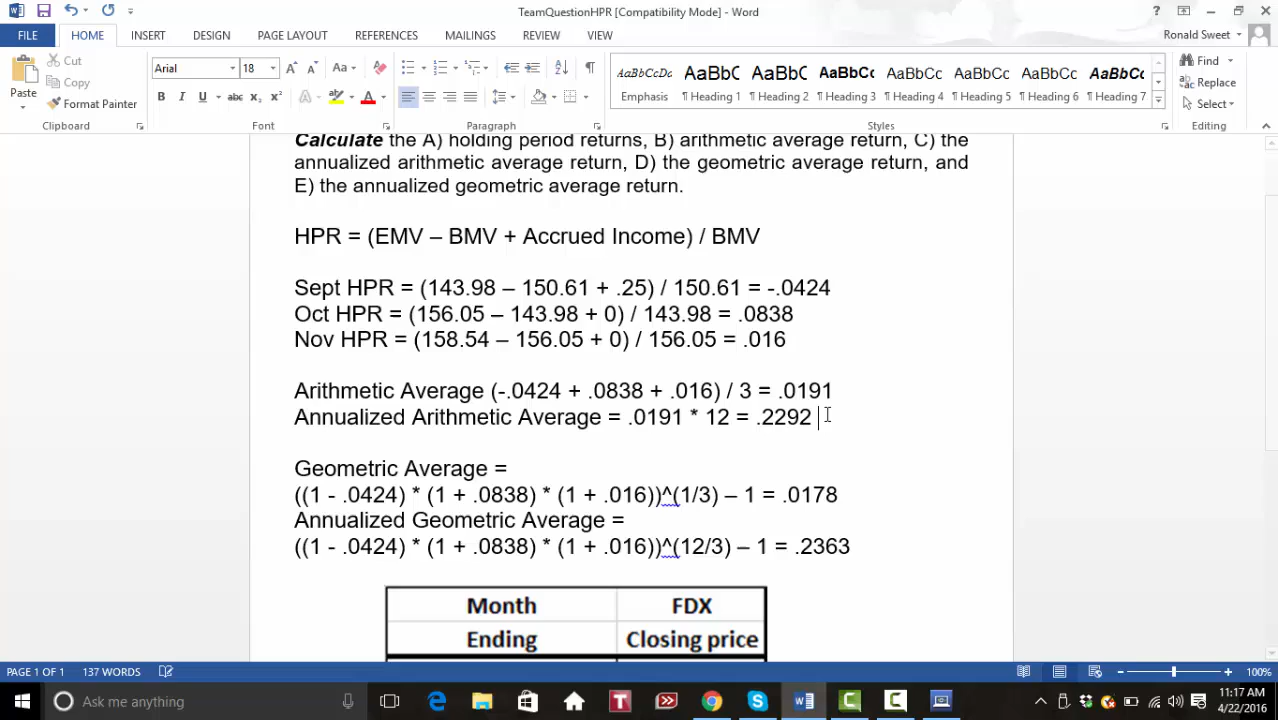 TeamQuestionHPR [Compatibility Mode] - Word
FILE HOME INSERT DESIGN PAGE LAYOUT REFERENCES MAILINGS REVIEW VIEW Ronald Sweet
Cut
Copy
Format Painter
Paste
Clipboard
Arial 18
Font
Paragraph
AaBbCcDc AaBbC AaBbC AaBbCc AaBbCc AaBbCc AaBbCc AaBbCc
Emphasis ¶ Heading 1 ¶ Heading 2 ¶ Heading 3 ¶ Heading 4 ¶ Heading 5 ¶ Heading 6 ¶ Heading 7
Styles
Find
Replace
Select
Editing
Calculate the A) holding period returns, B) arithmetic average return, C) the
annualized arithmetic average return, D) the geometric average return, and
E) the annualized geometric average return.
HPR = (EMV – BMV + Accrued Income) / BMV
Sept HPR = (143.98 – 150.61 + .25) / 150.61 = -.0424
Oct HPR = (156.05 – 143.98 + 0) / 143.98 = .0838
Nov HPR = (158.54 – 156.05 + 0) / 156.05 = .016
Arithmetic Average (-.0424 + .0838 + .016) / 3 = .0191
Annualized Arithmetic Average = .0191 * 12 = .2292
Geometric Average =
((1 - .0424) * (1 + .0838) * (1 + .016))^(1/3) – 1 = .0178
Annualized Geometric Average =
((1 - .0424) * (1 + .0838) * (1 + .016))^(12/3) – 1 = .2363
Month FDX
Ending Closing price
PAGE 1 OF 1 137 WORDS 100%
Ask me anything
11:17 AM
4/22/2016